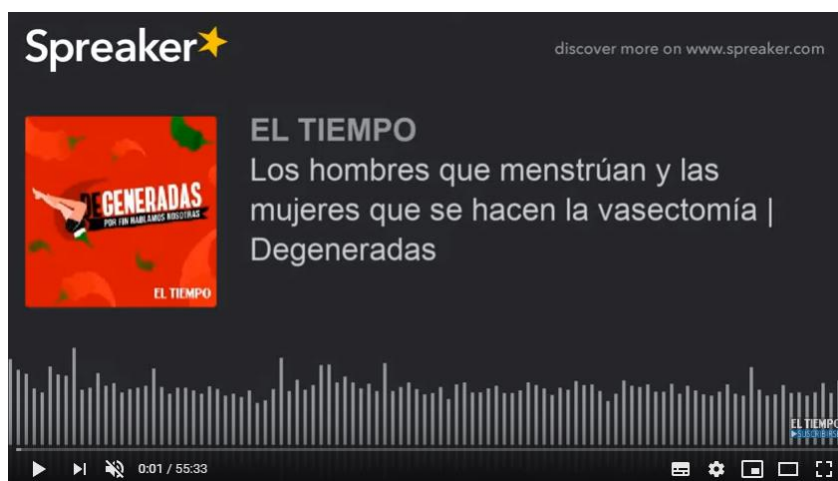 Spreaker
discover more on www.spreaker.com
DEGENERADAS
POR FIN HABLAMOS NOSOTRAS
EL TIEMPO
EL TIEMPO
Los hombres que menstrúan y las
mujeres que se hacen la vasectomía |
Degeneradas
EL TIEMPO
SUSCRIBIRSE
0:01 / 55:33